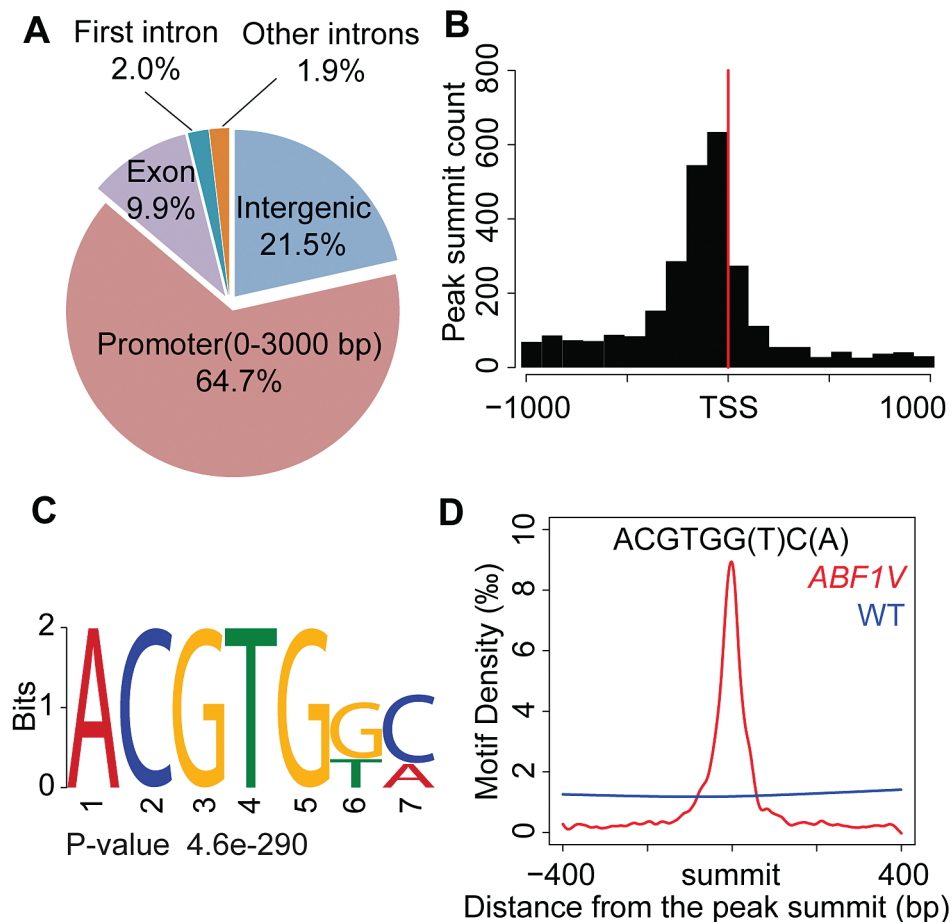 A
First intron
2.0%
Other introns
1.9%
Exon
9.9%
Intergenic
21.5%
Promoter(0-3000 bp)
64.7%
B
Peak summit count
800
600
400
200
0
−1000
TSS
1000
C
Bits
2
1
0
ACGTGGC
TA
1 2 3 4 5 6 7
P-value 4.6e-290
D
ACGTGG(T)C(A)
ABF1V
WT
Motif Density (‰)
10
8
6
4
2
0
−400
summit
400
Distance from the peak summit (bp)